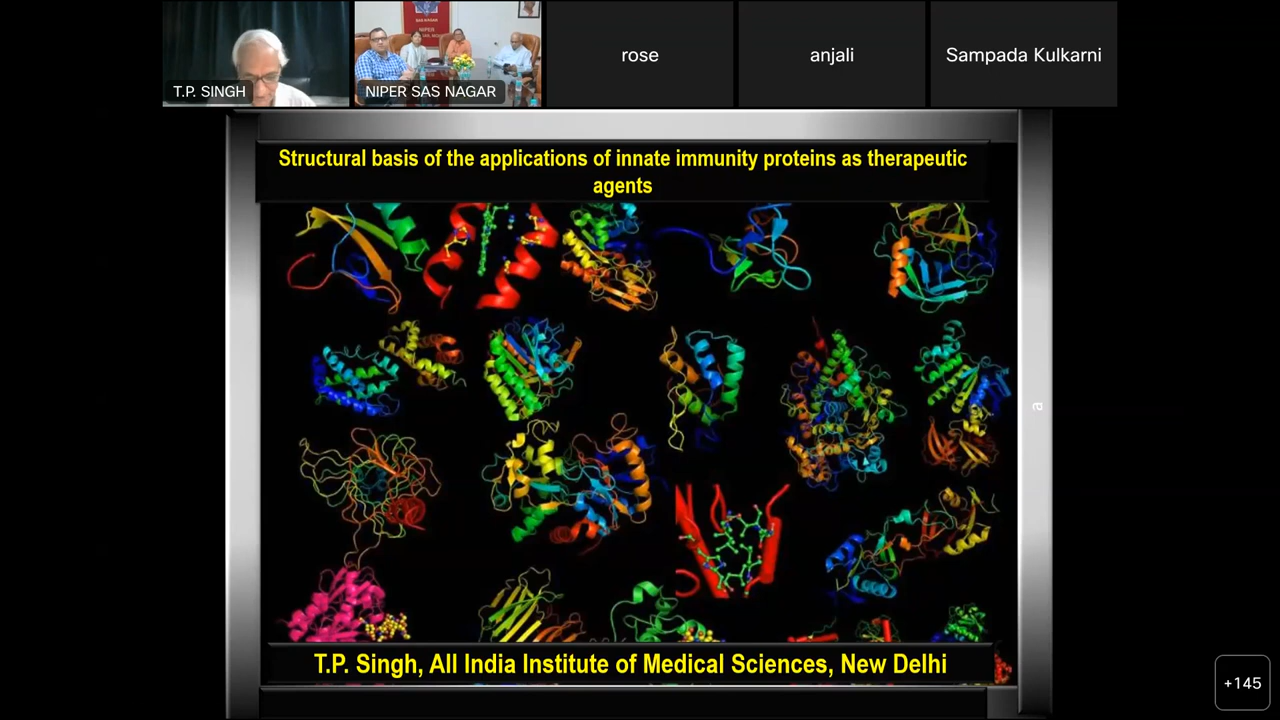 T.P. SINGH
NIPER
NIPER SAS NAGAR
rose
anjali
Sampada Kulkarni
Structural basis of the applications of innate immunity proteins as therapeutic
agents
a
T.P. Singh, All India Institute of Medical Sciences, New Delhi
+145